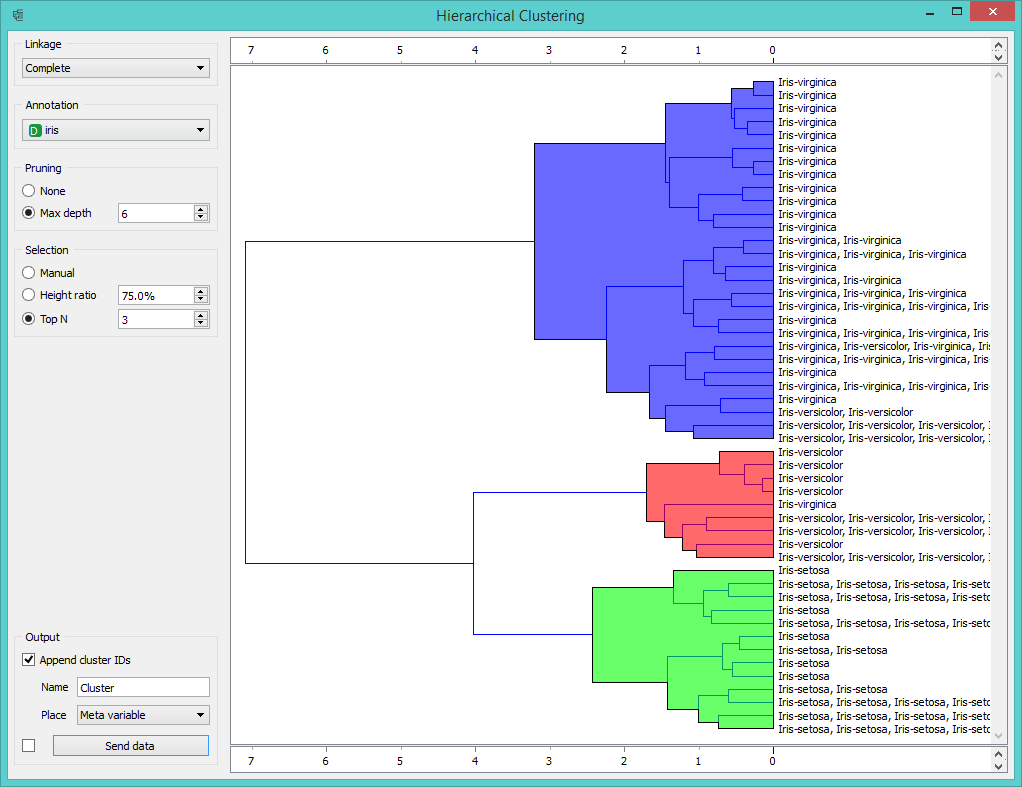 Hierarchical Clustering
Linkage
Complete
Annotation
D iris
Pruning
None
Max depth 6
Selection
Manual
Height ratio 75.0%
Top N 3
Output
Append cluster IDs
Name Cluster
Place Meta variable
Send data
7 6 5 4 3 2 1 0
Iris-virginica
Iris-virginica
Iris-virginica
Iris-virginica
Iris-virginica
Iris-virginica
Iris-virginica
Iris-virginica
Iris-virginica
Iris-virginica
Iris-virginica
Iris-virginica
Iris-virginica, Iris-virginica
Iris-virginica, Iris-virginica, Iris-virginica
Iris-virginica
Iris-virginica, Iris-virginica
Iris-virginica, Iris-virginica, Iris-virginica
Iris-virginica, Iris-virginica, Iris-virginica, Iris-
Iris-virginica
Iris-virginica, Iris-virginica, Iris-virginica, Iris-
Iris-virginica, Iris-versicolor, Iris-virginica, Iris
Iris-virginica, Iris-virginica, Iris-virginica, Iris-
Iris-virginica
Iris-virginica, Iris-virginica, Iris-virginica, Iris-
Iris-virginica
Iris-versicolor, Iris-versicolor
Iris-versicolor, Iris-versicolor, Iris-versicolor, I
Iris-versicolor, Iris-versicolor, Iris-versicolor, I
Iris-versicolor
Iris-versicolor
Iris-versicolor
Iris-versicolor
Iris-virginica
Iris-versicolor, Iris-versicolor, Iris-versicolor, I
Iris-versicolor, Iris-versicolor, Iris-versicolor, I
Iris-versicolor
Iris-versicolor, Iris-versicolor, Iris-versicolor, I
Iris-setosa
Iris-setosa, Iris-setosa, Iris-setosa, Iris-setc
Iris-setosa, Iris-setosa, Iris-setosa, Iris-setc
Iris-setosa
Iris-setosa, Iris-setosa, Iris-setosa, Iris-setc
Iris-setosa
Iris-setosa, Iris-setosa
Iris-setosa
Iris-setosa
Iris-setosa, Iris-setosa
Iris-setosa, Iris-setosa, Iris-setosa, Iris-setc
Iris-setosa, Iris-setosa, Iris-setosa, Iris-setc
Iris-setosa, Iris-setosa, Iris-setosa, Iris-setc
7 6 5 4 3 2 1 0